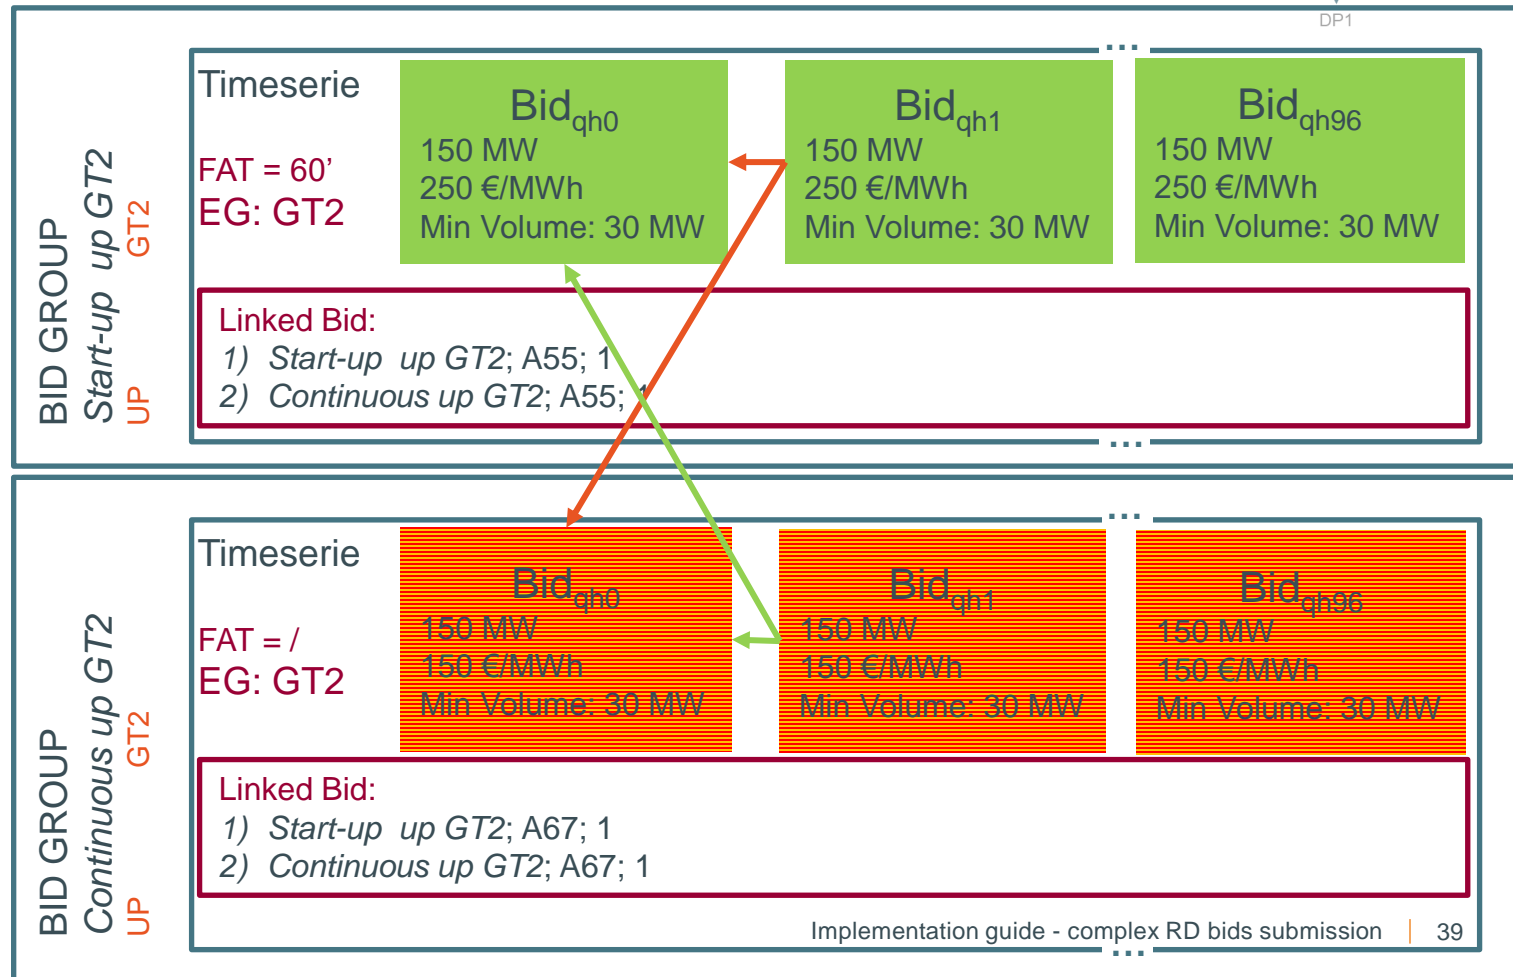 DP1
...
BID GROUP
Start-up up GT2
UP GT2
Timeserie
FAT = 60’
EG: GT2
Bidqh0
150 MW
250 €/MWh
Min Volume: 30 MW
Bidqh1
150 MW
250 €/MWh
Min Volume: 30 MW
Bidqh96
150 MW
250 €/MWh
Min Volume: 30 MW
Linked Bid:
1) Start-up up GT2; A55; 1
2) Continuous up GT2; A55; 1
...
BID GROUP
Continuous up GT2
UP GT2
...
Timeserie
FAT = /
EG: GT2
Bidqh0
150 MW
150 €/MWh
Min Volume: 30 MW
Bidqh1
150 MW
150 €/MWh
Min Volume: 30 MW
Bidqh96
150 MW
150 €/MWh
Min Volume: 30 MW
Linked Bid:
1) Start-up up GT2; A67; 1
2) Continuous up GT2; A67; 1
Implementation guide - complex RD bids submission | 39
...